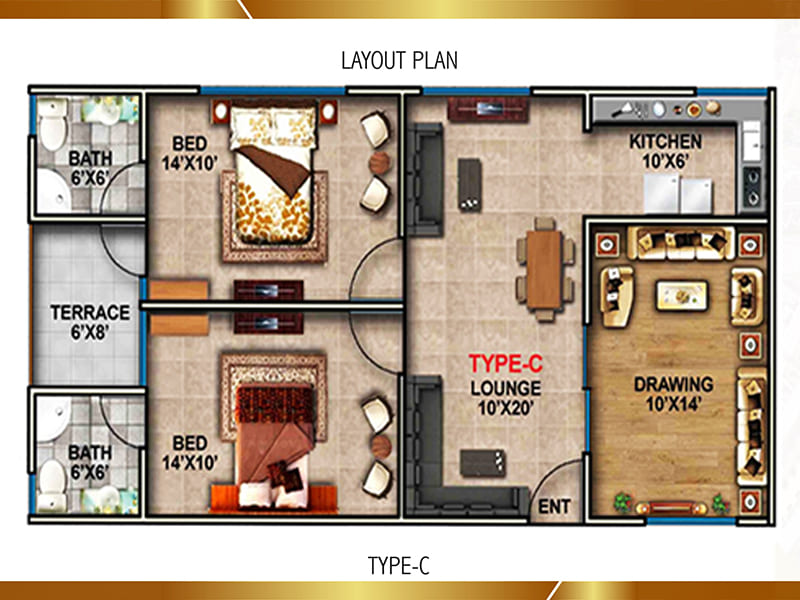 LAYOUT PLAN
BATH
6'X6'
BED
14'X10'
KITCHEN
10'X6'
TERRACE
6'X8'
TYPE-C
LOUNGE
10'X20'
DRAWING
10'X14'
BATH
6'X6'
BED
14'X10'
ENT
TYPE-C